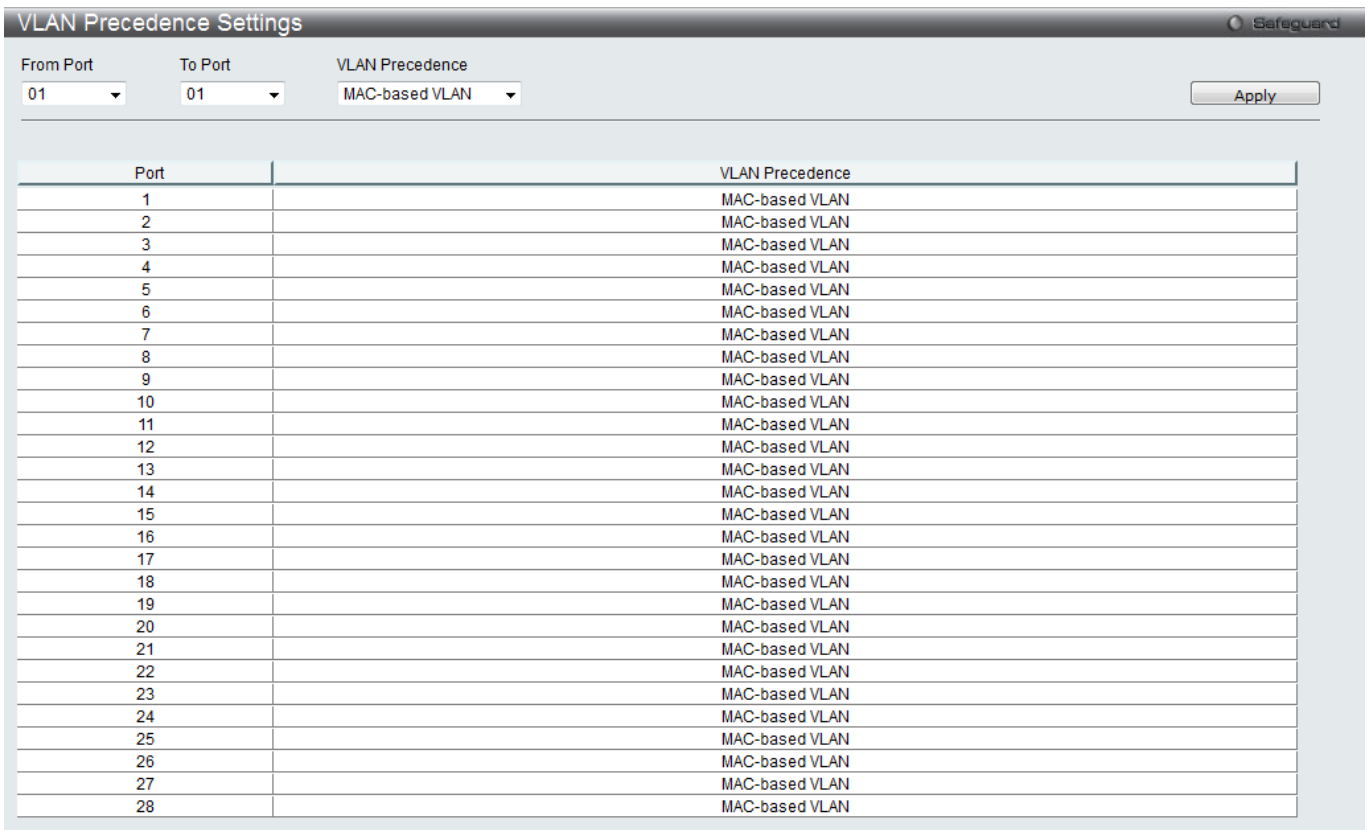 VLAN Precedence Settings
Safeguard
From Port To Port VLAN Precedence
01 01 MAC-based VLAN Apply
Port VLAN Precedence
1 MAC-based VLAN
2 MAC-based VLAN
3 MAC-based VLAN
4 MAC-based VLAN
5 MAC-based VLAN
6 MAC-based VLAN
7 MAC-based VLAN
8 MAC-based VLAN
9 MAC-based VLAN
10 MAC-based VLAN
11 MAC-based VLAN
12 MAC-based VLAN
13 MAC-based VLAN
14 MAC-based VLAN
15 MAC-based VLAN
16 MAC-based VLAN
17 MAC-based VLAN
18 MAC-based VLAN
19 MAC-based VLAN
20 MAC-based VLAN
21 MAC-based VLAN
22 MAC-based VLAN
23 MAC-based VLAN
24 MAC-based VLAN
25 MAC-based VLAN
26 MAC-based VLAN
27 MAC-based VLAN
28 MAC-based VLAN